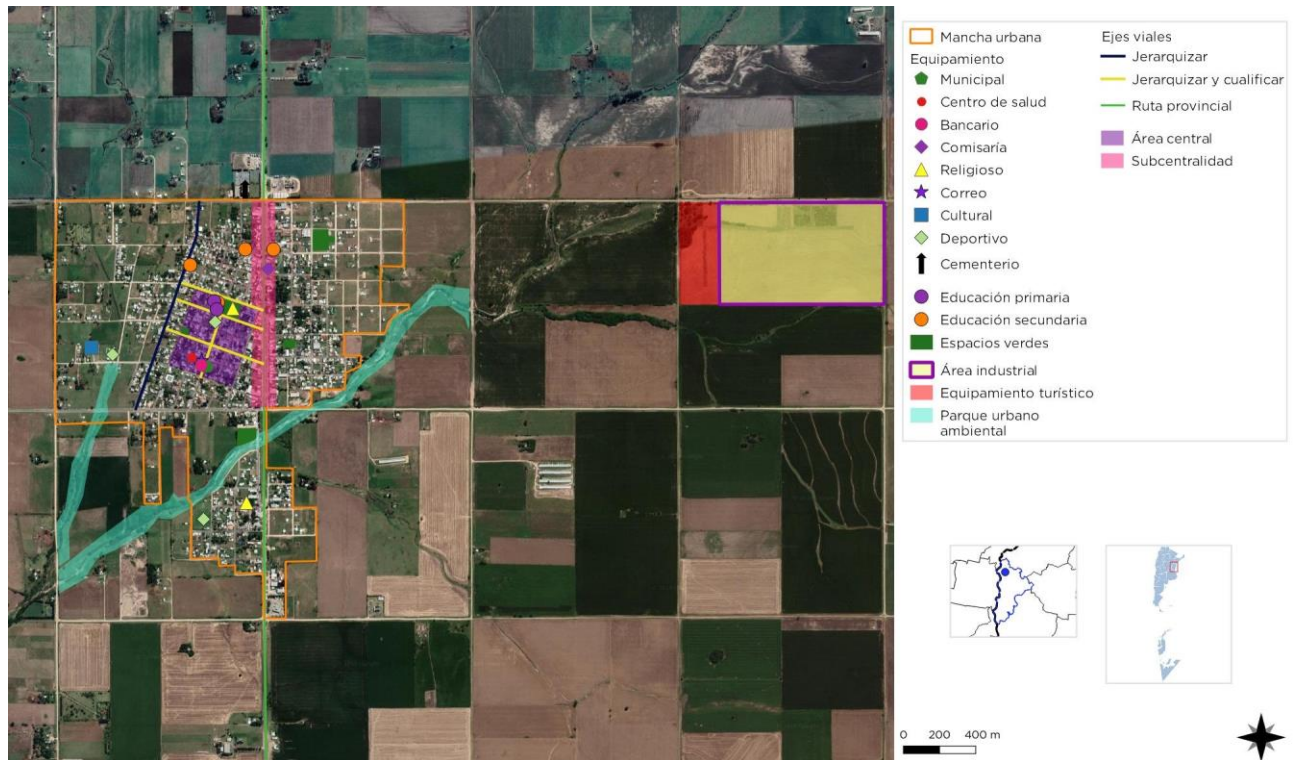 Mancha urbana
Equipamiento
Municipal
Centro de salud
Bancario
Comisaría
Religioso
Correo
Cultural
Deportivo
Cementerio
Educación primaria
Educación secundaria
Espacios verdes
Área industrial
Equipamiento turístico
Parque urbano
ambiental
Ejes viales
Jerarquizar
Jerarquizar y cualificar
Ruta provincial
Área central
Subcentralidad
0 200 400 m